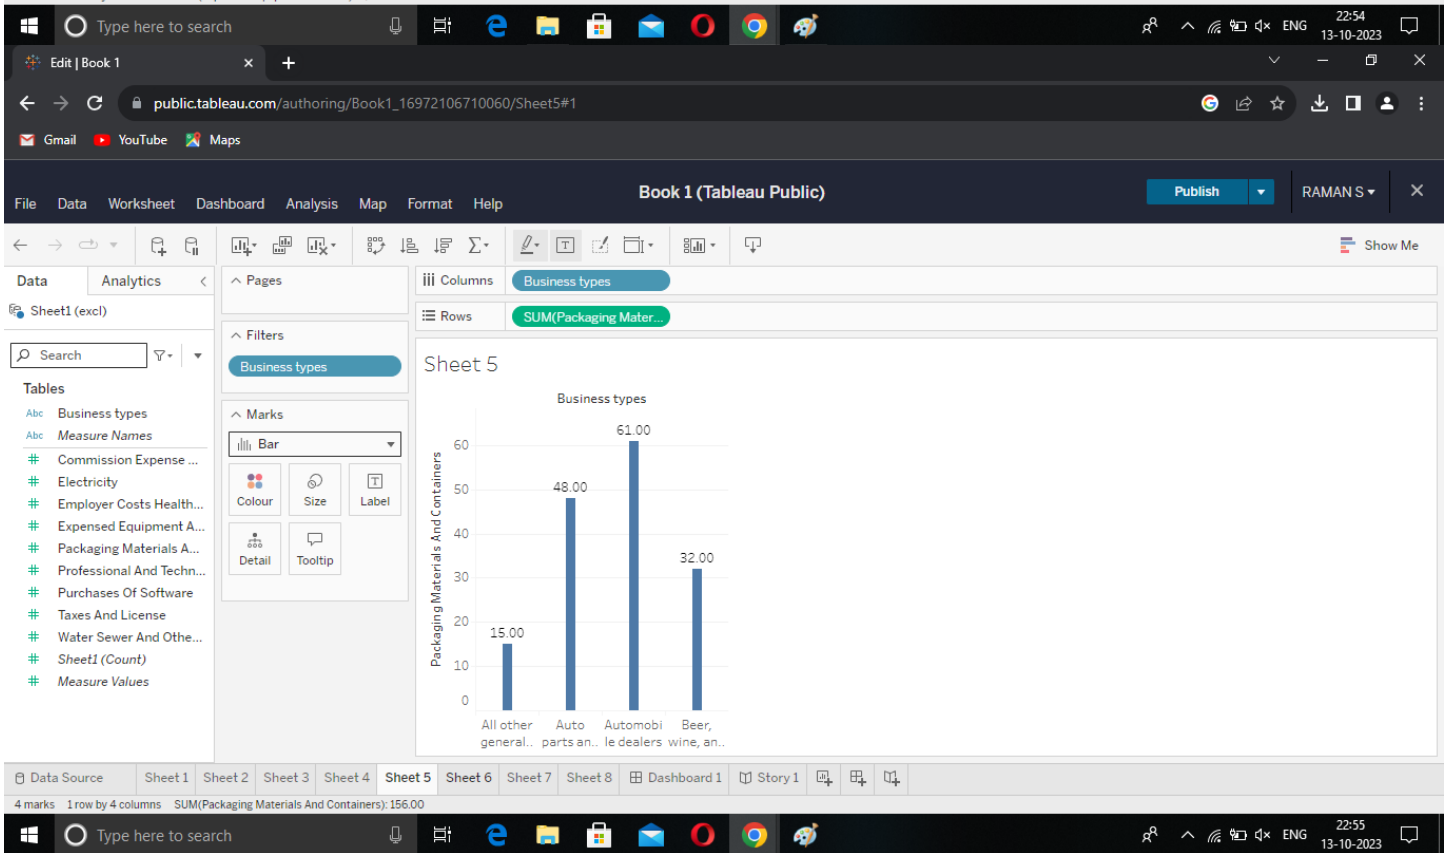 Type here to search
ENG
22:54
13-10-2023
Edit | Book 1
public.tableau.com/authoring/Book1_16972106710060/Sheet5#1
Gmail
YouTube
Maps
Book 1 (Tableau Public)
Publish
RAMAN S
File Data Worksheet Dashboard Analysis Map Format Help
Show Me
Data Analytics
Sheet1 (excl)
Search
Tables
Abc Business types
Abc Measure Names
# Commission Expense ...
# Electricity
# Employer Costs Health...
# Expensed Equipment A...
# Packaging Materials A...
# Professional And Techn...
# Purchases Of Software
# Taxes And License
# Water Sewer And Othe...
# Sheet1 (Count)
# Measure Values
Pages
Filters
Business types
Marks
Bar
Colour Size Label
Detail Tooltip
Columns Business types
Rows SUM(Packaging Mater...
Sheet 5
Business types
Packaging Materials And Containers
60
50
40
30
20
10
0
15.00
48.00
61.00
32.00
All other
general..
Auto
parts an..
Automobi
le dealers
Beer,
wine, an..
Data Source Sheet 1 Sheet 2 Sheet 3 Sheet 4 Sheet 5 Sheet 6 Sheet 7 Sheet 8 Dashboard 1 Story 1
4 marks 1 row by 4 columns SUM(Packaging Materials And Containers): 156.00
Type here to search
ENG
22:55
13-10-2023